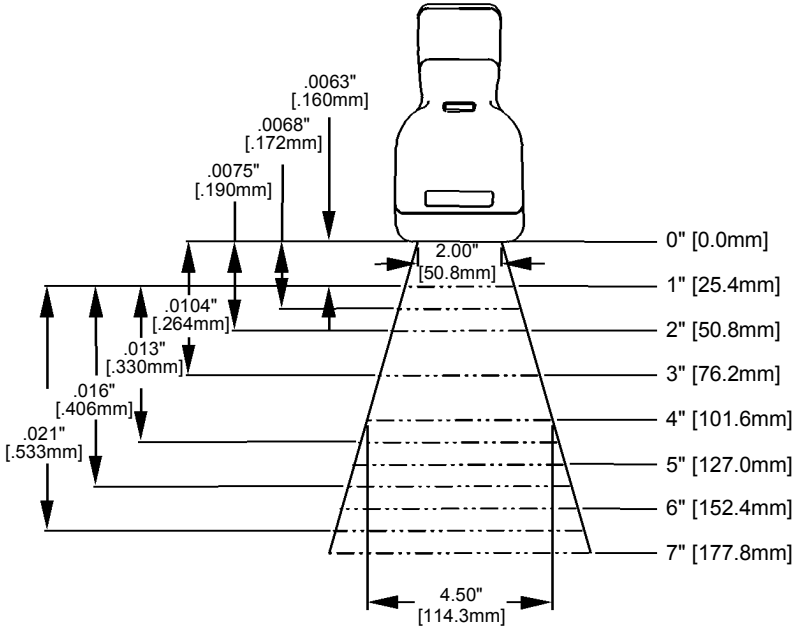 .0063"
[.160mm]
.0068"
[.172mm]
.0075"
[.190mm]
0" [0.0mm]
2.00"
[50.8mm]
1" [25.4mm]
.0104"
[.264mm]
2" [50.8mm]
.013"
[.330mm]
3" [76.2mm]
.016"
[.406mm]
4" [101.6mm]
.021"
[.533mm]
5" [127.0mm]
6" [152.4mm]
7" [177.8mm]
4.50"
[114.3mm]